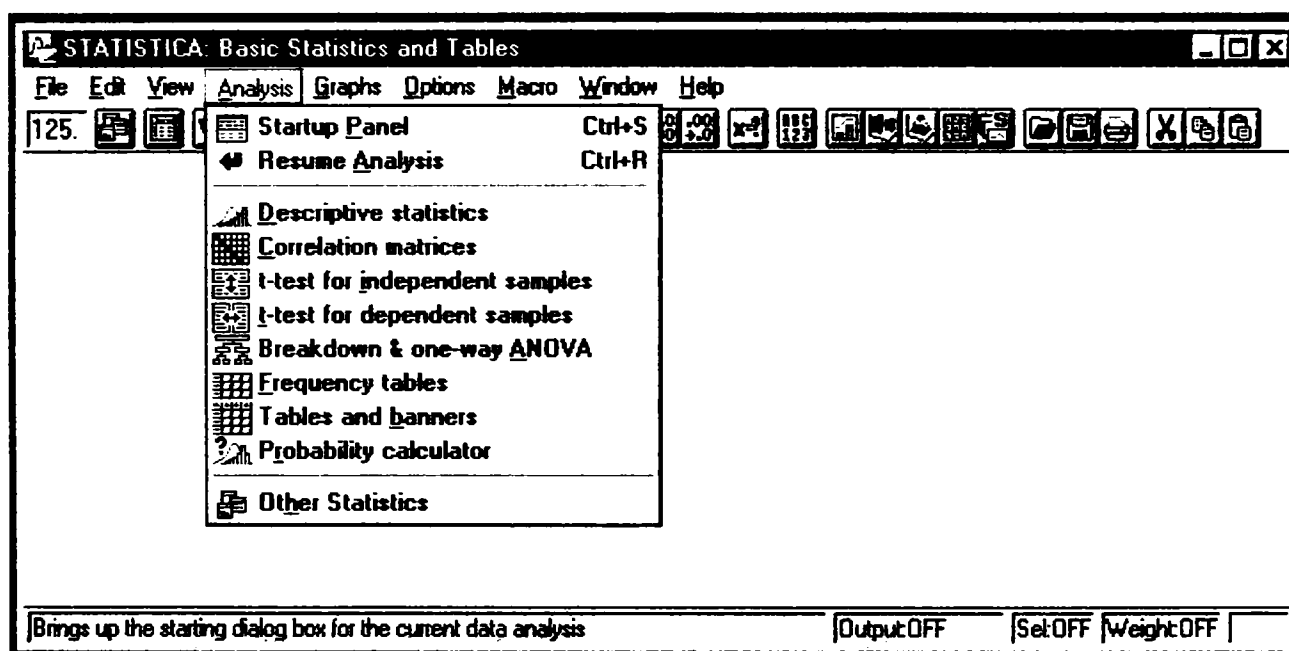 STATISTICA: Basic Statistics and Tables
File Edit View Analysis Graphs Options Macro Window Help
125.
Startup Panel Ctrl+S
Resume Analysis Ctrl+R
Descriptive statistics
Correlation matrices
t-test for independent samples
t-test for dependent samples
Breakdown & one-way ANOVA
Frequency tables
Tables and banners
Probability calculator
Other Statistics
Brings up the starting dialog box for the current data analysis Output:OFF Sel:OFF Weight:OFF